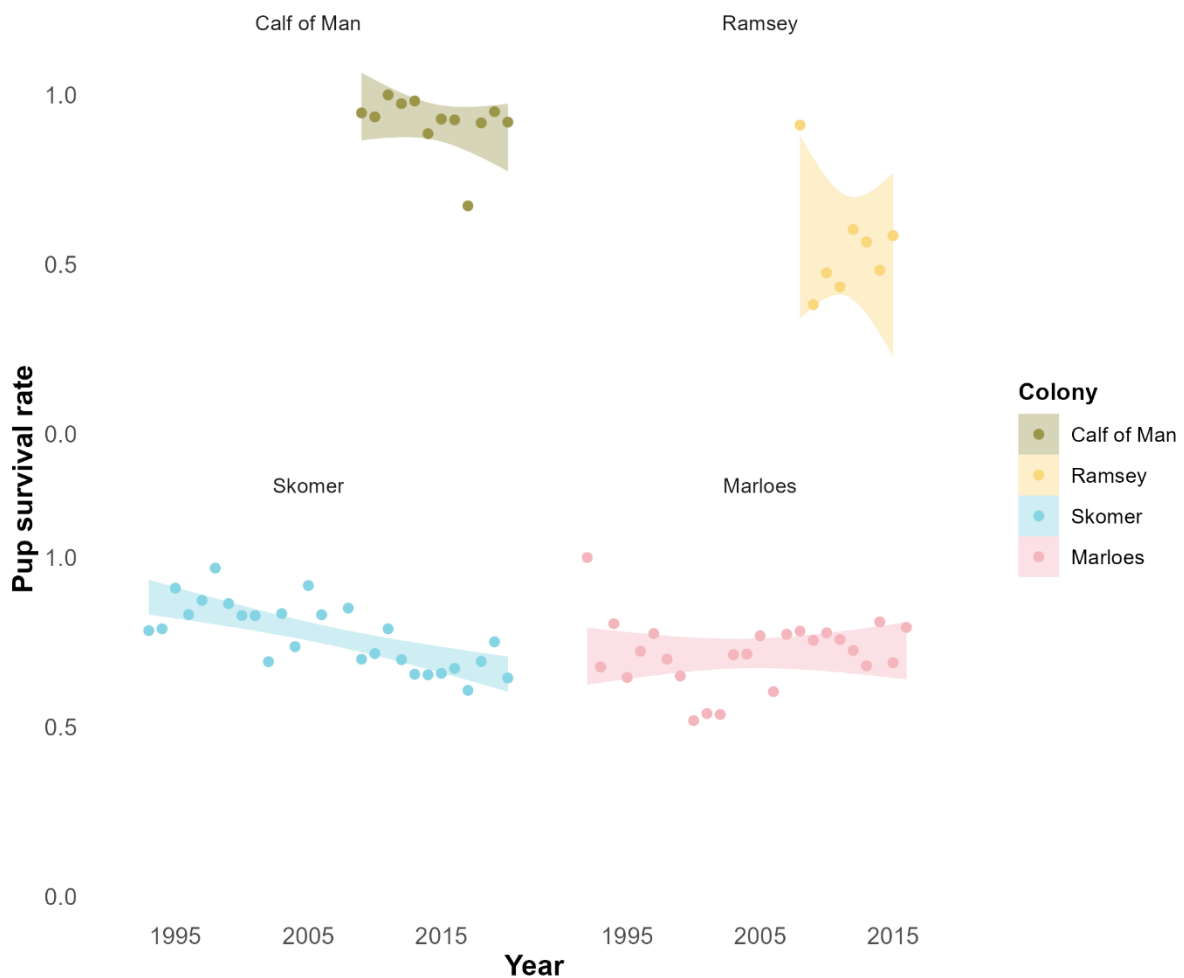 Calf of Man
Ramsey
1.0
0.5
0.0
Pup survival rate
Skomer
Marloes
1.0
0.5
0.0
1995
2005
2015
1995
2005
2015
Year
Colony
Calf of Man
Ramsey
Skomer
Marloes